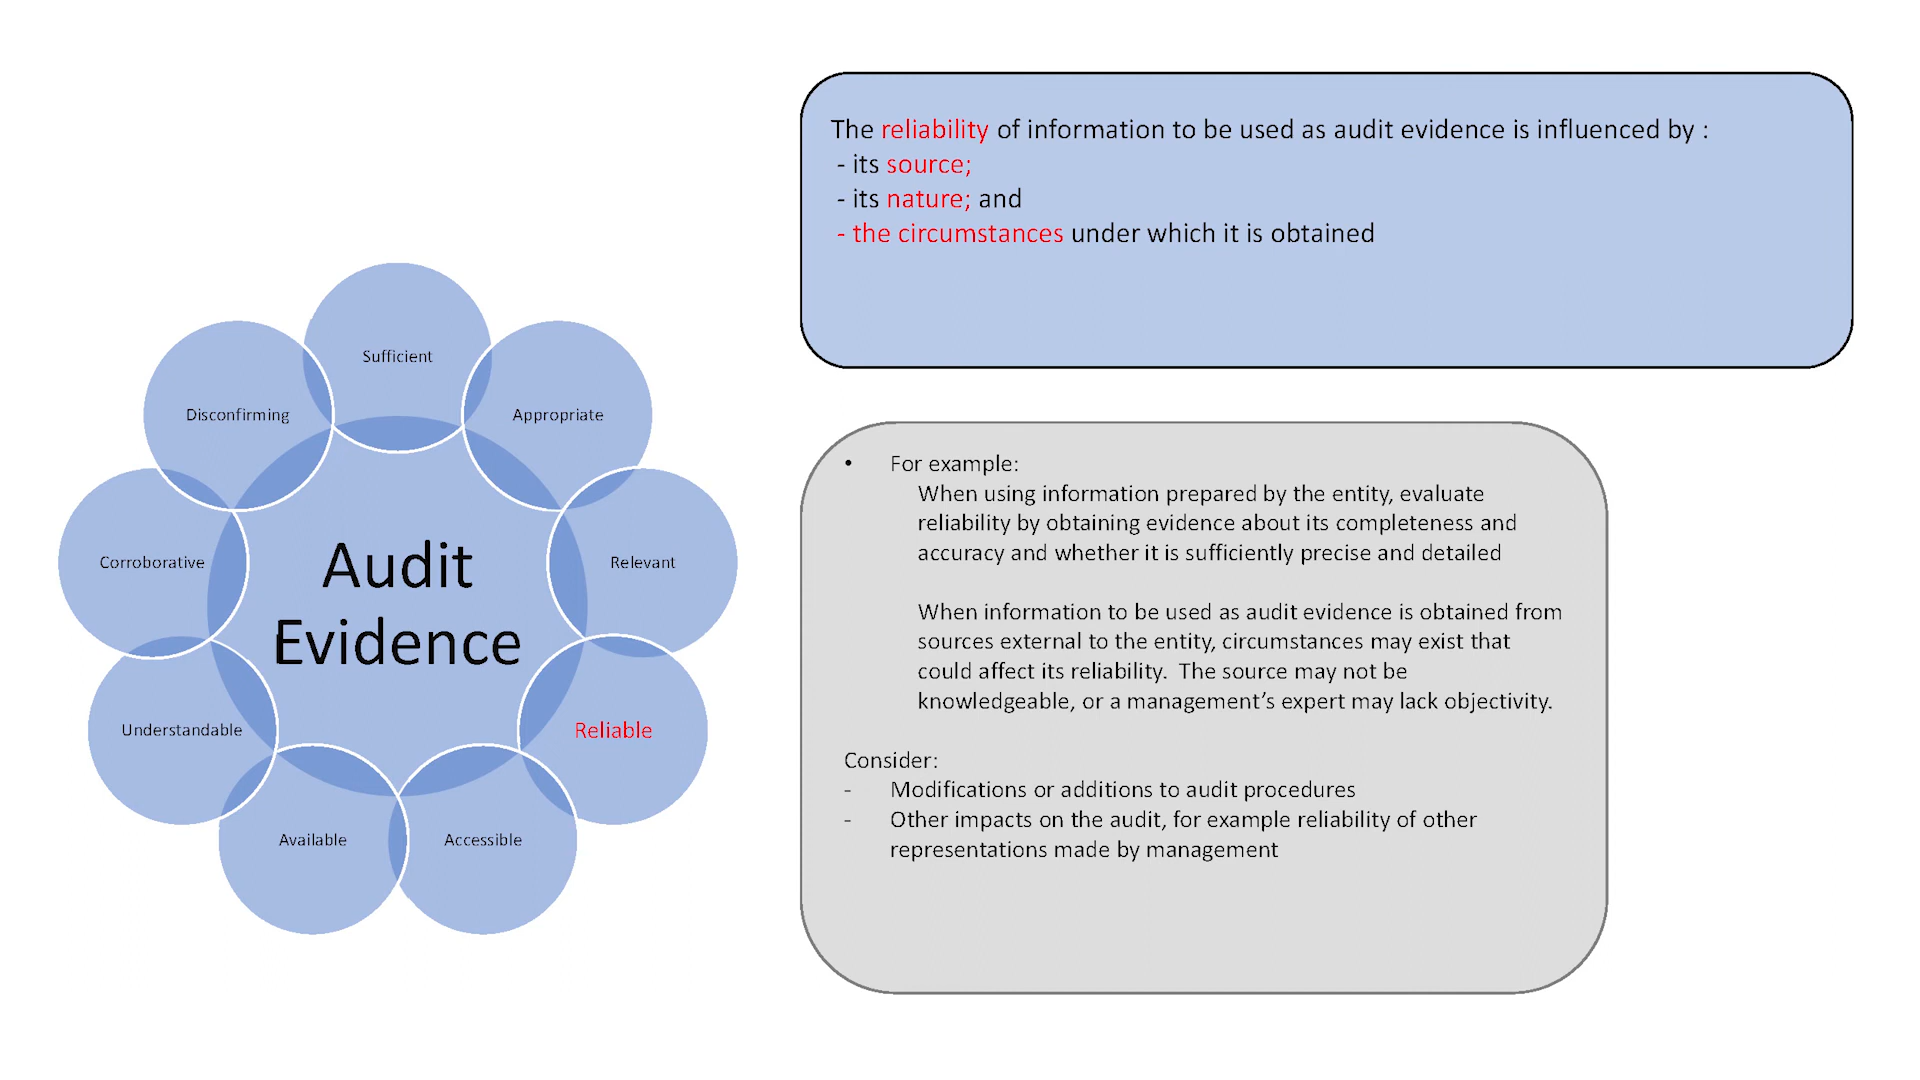 The reliability of information to be used as audit evidence is influenced by :
- its source;
- its nature; and
- the circumstances under which it is obtained
Sufficient
Disconfirming
Appropriate
Corroborative
Relevant
Audit
Evidence
Understandable
Reliable
Available
Accessible
• For example:
When using information prepared by the entity, evaluate
reliability by obtaining evidence about its completeness and
accuracy and whether it is sufficiently precise and detailed
When information to be used as audit evidence is obtained from
sources external to the entity, circumstances may exist that
could affect its reliability.  The source may not be
knowledgeable, or a management’s expert may lack objectivity.
Consider:
- Modifications or additions to audit procedures
- Other impacts on the audit, for example reliability of other
representations made by management